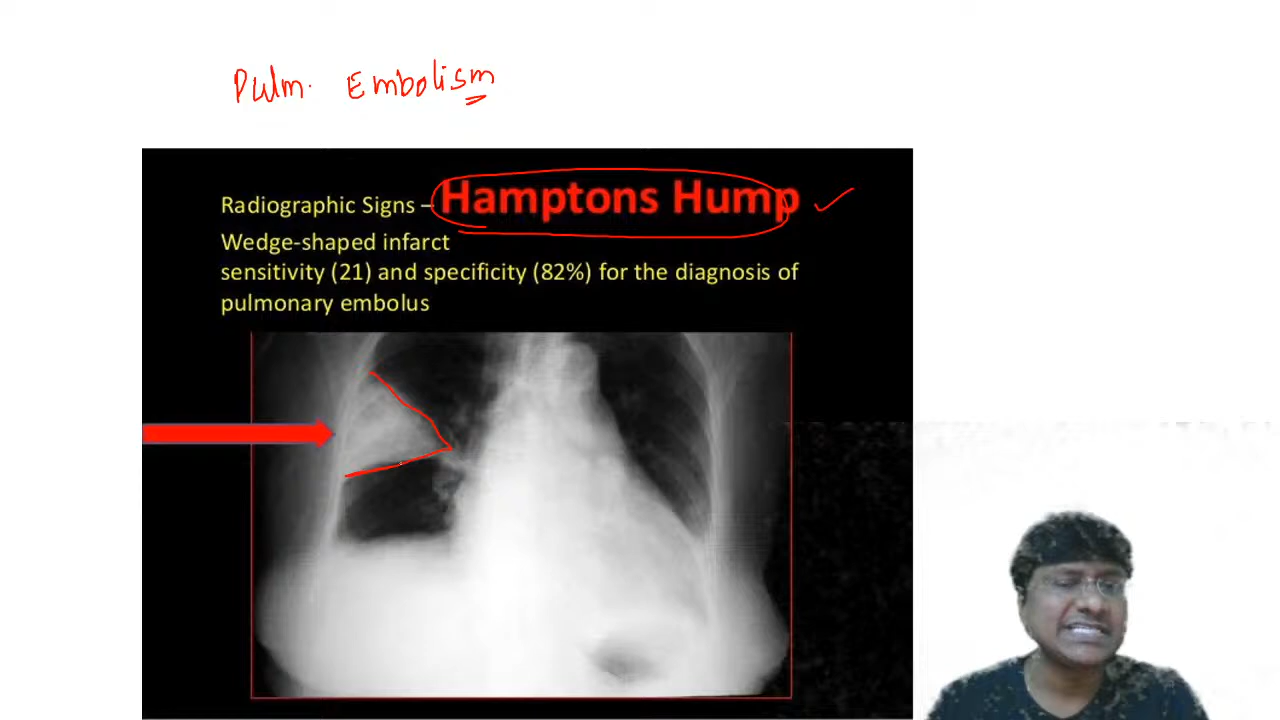 Pulm. Embolism
Radiographic Signs – Hamptons Hump
Wedge-shaped infarct
sensitivity (21) and specificity (82%) for the diagnosis of
pulmonary embolus